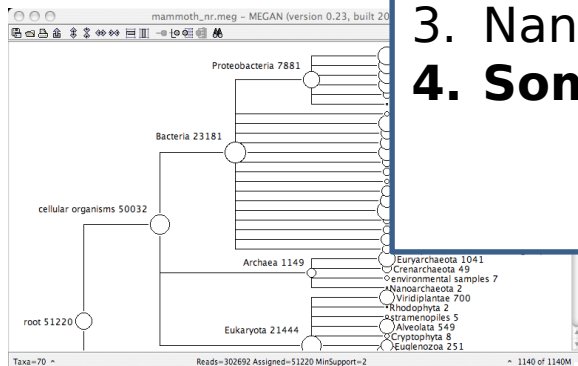 mammoth_nr.meg - MEGAN (version 0.23, built 20
3. Nan
4. Som
Proteobacteria 7881
Bacteria 23181
cellular organisms 50032
Archaea 1149
Euryarchaeota 1041
Crenarchaeota 49
environmental samples 7
Nanoarchaeota 2
Viridiplantae 700
Rhodophyta 2
stramenopiles 5
root 51220
Eukaryota 21444
Alveolata 549
Cryptophyta 8
Euglenozoa 251
Taxa=70 Reads=302692 Assigned=51220 MinSupport=2 1140 of 1140M